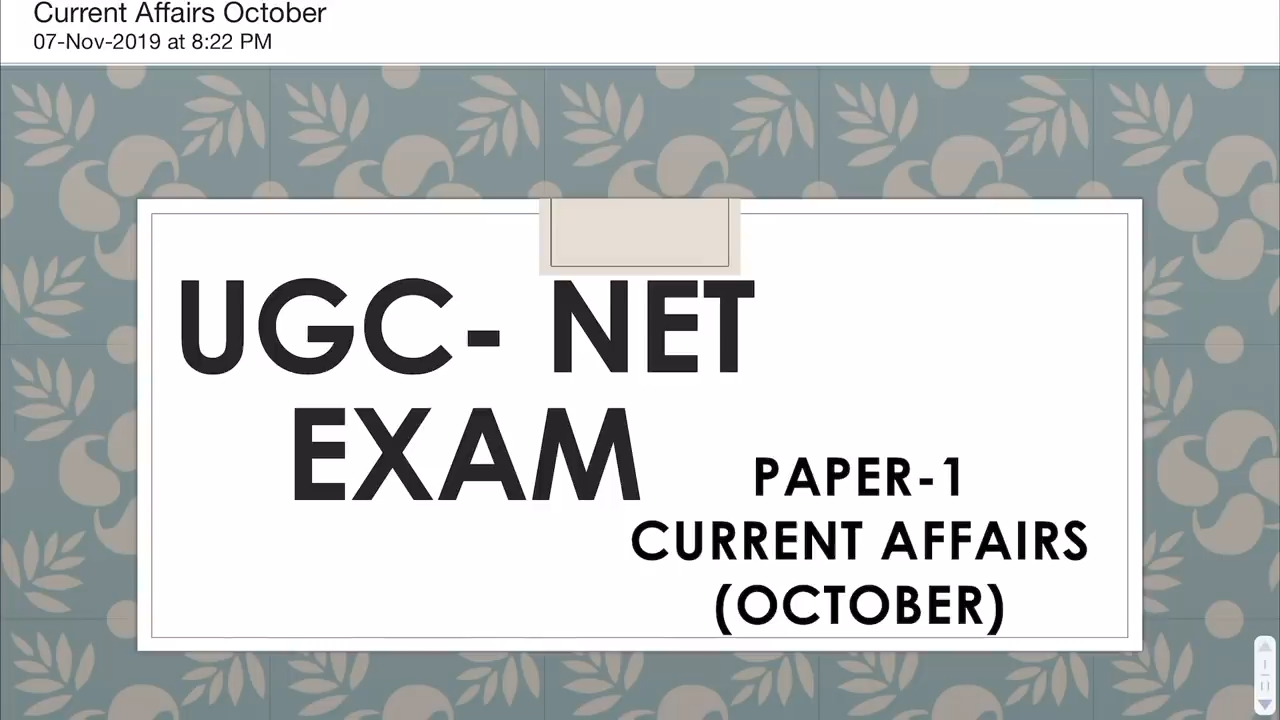 Current Affairs October
07-Nov-2019 at 8:22 PM
UGC- NET
EXAM
PAPER-1
CURRENT AFFAIRS
(OCTOBER)